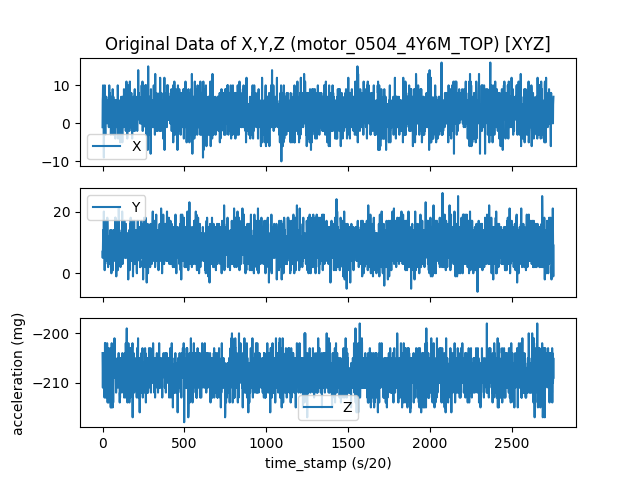 Original Data of X,Y,Z (motor_0504_4Y6M_TOP) [XYZ]
10
0
−10
X
20
0
Y
−200
−210
Z
acceleration (mg)
0 500 1000 1500 2000 2500
time_stamp (s/20)